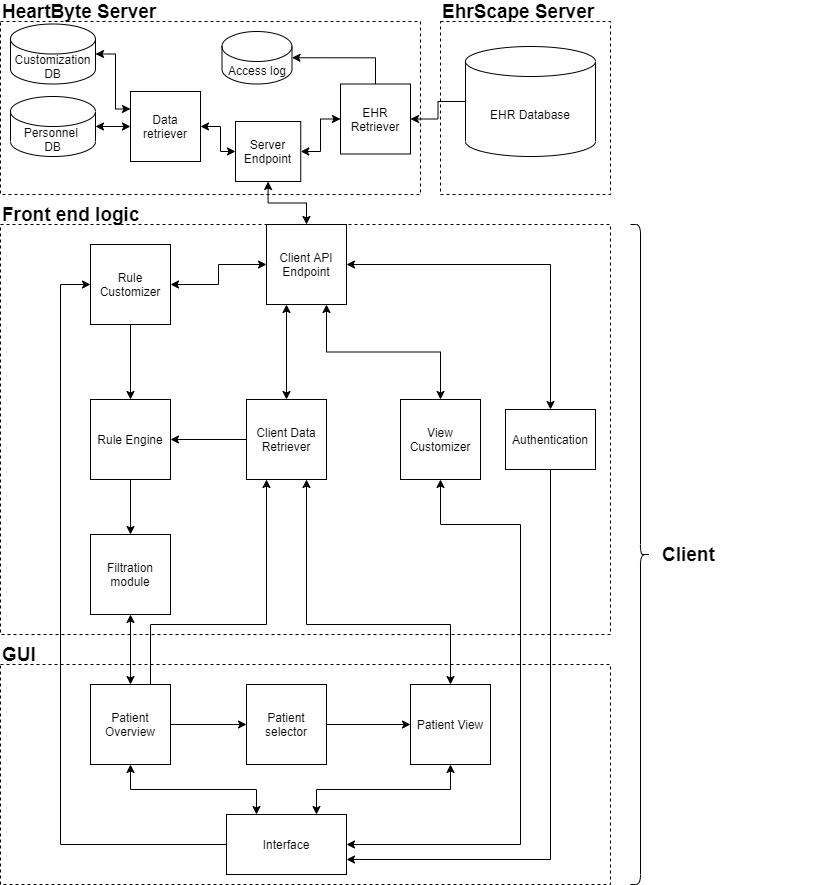 HeartByte Server
EhrScape Server
Customization
DB
Access log
Personnel
DB
Data
retriever
Server
Endpoint
EHR
Retriever
EHR Database
Front end logic
Rule
Customizer
Client API
Endpoint
Rule Engine
Client Data
Retriever
View
Customizer
Authentication
Filtration
module
Client
GUI
Patient
Overview
Patient
selector
Patient View
Interface